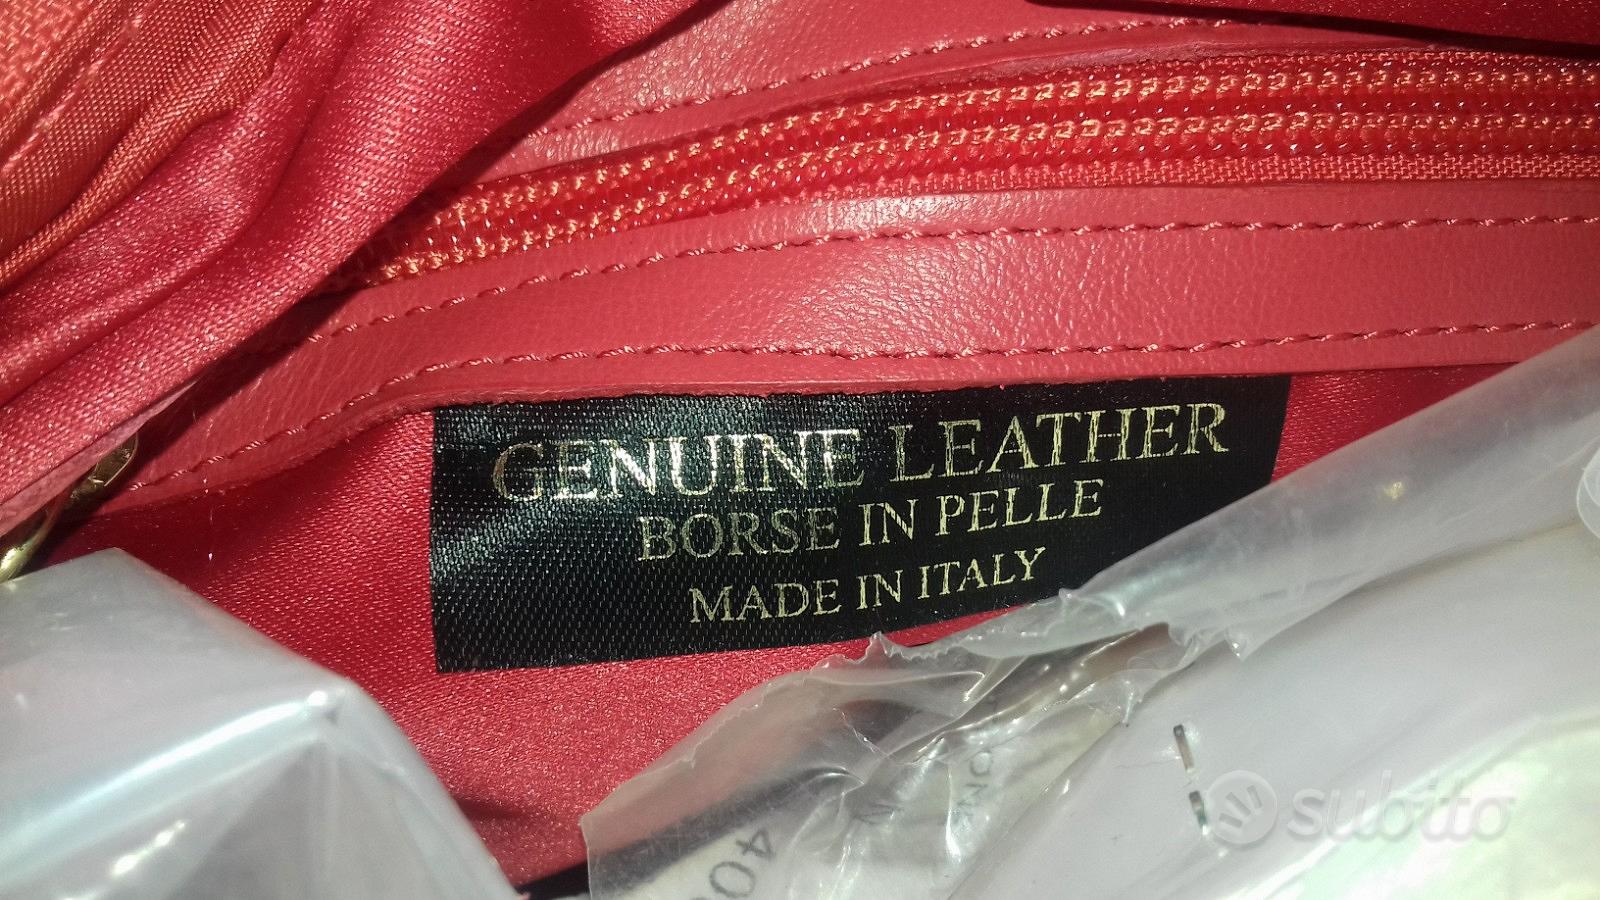 GENUINE LEATHER
BORSE IN PELLE
MADE IN ITALY
subito